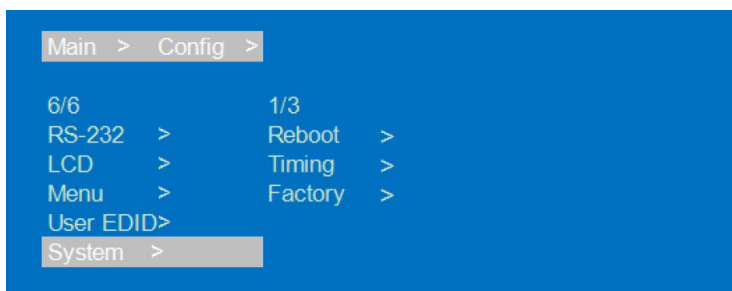 Main > Config >
6/6 1/3
RS-232 > Reboot >
LCD > Timing >
Menu > Factory >
User EDID>
System >